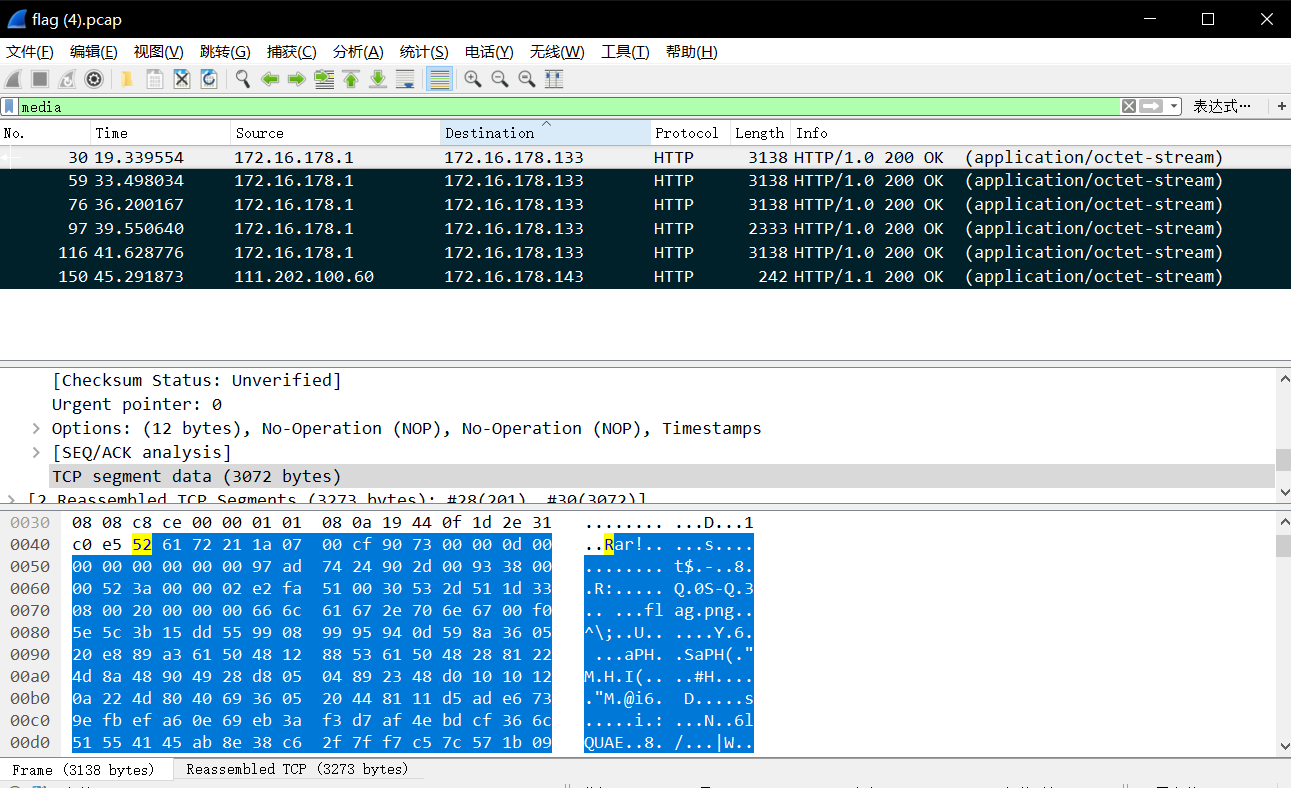 flag (4).pcap
文件(F) 编辑(E) 视图(V) 跳转(G) 捕获(C) 分析(A) 统计(S) 电话(Y) 无线(W) 工具(T) 帮助(H)
media 表达式… +
No. Time Source Destination Protocol Length Info
30 19.339554 172.16.178.1 172.16.178.133 HTTP 3138 HTTP/1.0 200 OK (application/octet-stream)
59 33.498034 172.16.178.1 172.16.178.133 HTTP 3138 HTTP/1.0 200 OK (application/octet-stream)
76 36.200167 172.16.178.1 172.16.178.133 HTTP 3138 HTTP/1.0 200 OK (application/octet-stream)
97 39.550640 172.16.178.1 172.16.178.133 HTTP 2333 HTTP/1.0 200 OK (application/octet-stream)
116 41.628776 172.16.178.1 172.16.178.133 HTTP 3138 HTTP/1.0 200 OK (application/octet-stream)
150 45.291873 111.202.100.60 172.16.178.143 HTTP 242 HTTP/1.1 200 OK (application/octet-stream)
[Checksum Status: Unverified]
Urgent pointer: 0
Options: (12 bytes), No-Operation (NOP), No-Operation (NOP), Timestamps
[SEQ/ACK analysis]
TCP segment data (3072 bytes)
[2 Reassembled TCP Segments (3273 bytes): #28(201), #30(3072)]
0030 08 08 c8 ce 00 00 01 01 08 0a 19 44 0f 1d 2e 31 ........ ...D...1
0040 c0 e5 52 61 72 21 1a 07 00 cf 90 73 00 00 0d 00 ..Rar!.. ...s....
0050 00 00 00 00 00 00 97 ad 74 24 90 2d 00 93 38 00 ........ t$.-..8.
0060 00 52 3a 00 00 02 e2 fa 51 00 30 53 2d 51 1d 33 .R:..... Q.0S-Q.3
0070 08 00 20 00 00 00 66 6c 61 67 2e 70 6e 67 00 f0 .. ...fl ag.png..
0080 5e 5c 3b 15 dd 55 99 08 99 95 94 0d 59 8a 36 05 ^\;..U.. ....Y.6.
0090 20 e8 89 a3 61 50 48 12 88 53 61 50 48 28 81 22 ...aPH. .SaPH(."
00a0 4d 8a 48 90 49 28 d8 05 04 89 23 48 d0 10 10 12 M.H.I(.. ..#H....
00b0 0a 22 4d 80 40 69 36 05 20 44 81 11 d5 ad e6 73 ."M.@i6. D.....s
00c0 9e fb ef a6 0e 69 eb 3a f3 d7 af 4e bd cf 36 6c .....i.: ...N..6l
00d0 51 55 41 45 ab 8e 38 c6 2f 7f f7 c5 7c 57 1b 09 QUAE..8. /...|W..
Frame (3138 bytes) Reassembled TCP (3273 bytes)